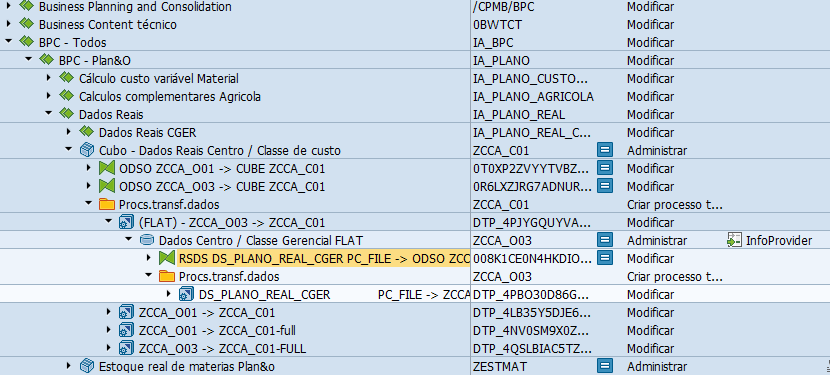 Business Planning and Consolidation /CPMB/BPC Modificar
Business Content técnico 0BWTCT Modificar
BPC - Todos IA_BPC Modificar
BPC - Plan&O IA_PLANO Modificar
Cálculo custo variável Material IA_PLANO_CUSTO... Modificar
Calculos complementares Agricola IA_PLANO_AGRICOLA Modificar
Dados Reais IA_PLANO_REAL Modificar
Dados Reais CGER IA_PLANO_REAL_C... Modificar
Cubo - Dados Reais Centro / Classe de custo ZCCA_C01 Administrar
ODSO ZCCA_O01 -> CUBE ZCCA_C01 0T0XP2ZVYYTVBZ... Modificar
ODSO ZCCA_O03 -> CUBE ZCCA_C01 0R6LXZJRG7ADNUR... Modificar
Procs.transf.dados ZCCA_C01 Criar processo t...
(FLAT) - ZCCA_O03 -> ZCCA_C01 DTP_4PJYGQUYVA... Modificar
Dados Centro / Classe Gerencial FLAT ZCCA_O03 Administrar InfoProvider
RSDS DS_PLANO_REAL_CGER PC_FILE -> ODSO ZCC 008K1CE0N4HKDIO... Modificar
Procs.transf.dados ZCCA_O03 Criar processo t...
DS_PLANO_REAL_CGER PC_FILE -> ZCCA DTP_4PBO30D86G... Modificar
ZCCA_O01 -> ZCCA_C01 DTP_4LB35Y5DJE6... Modificar
ZCCA_O01 -> ZCCA_C01-full DTP_4NV0SM9X0Z... Modificar
ZCCA_O03 -> ZCCA_C01-FULL DTP_4QSLBIAC5TZ... Modificar
Estoque real de materias Plan&o ZESTMAT Administrar